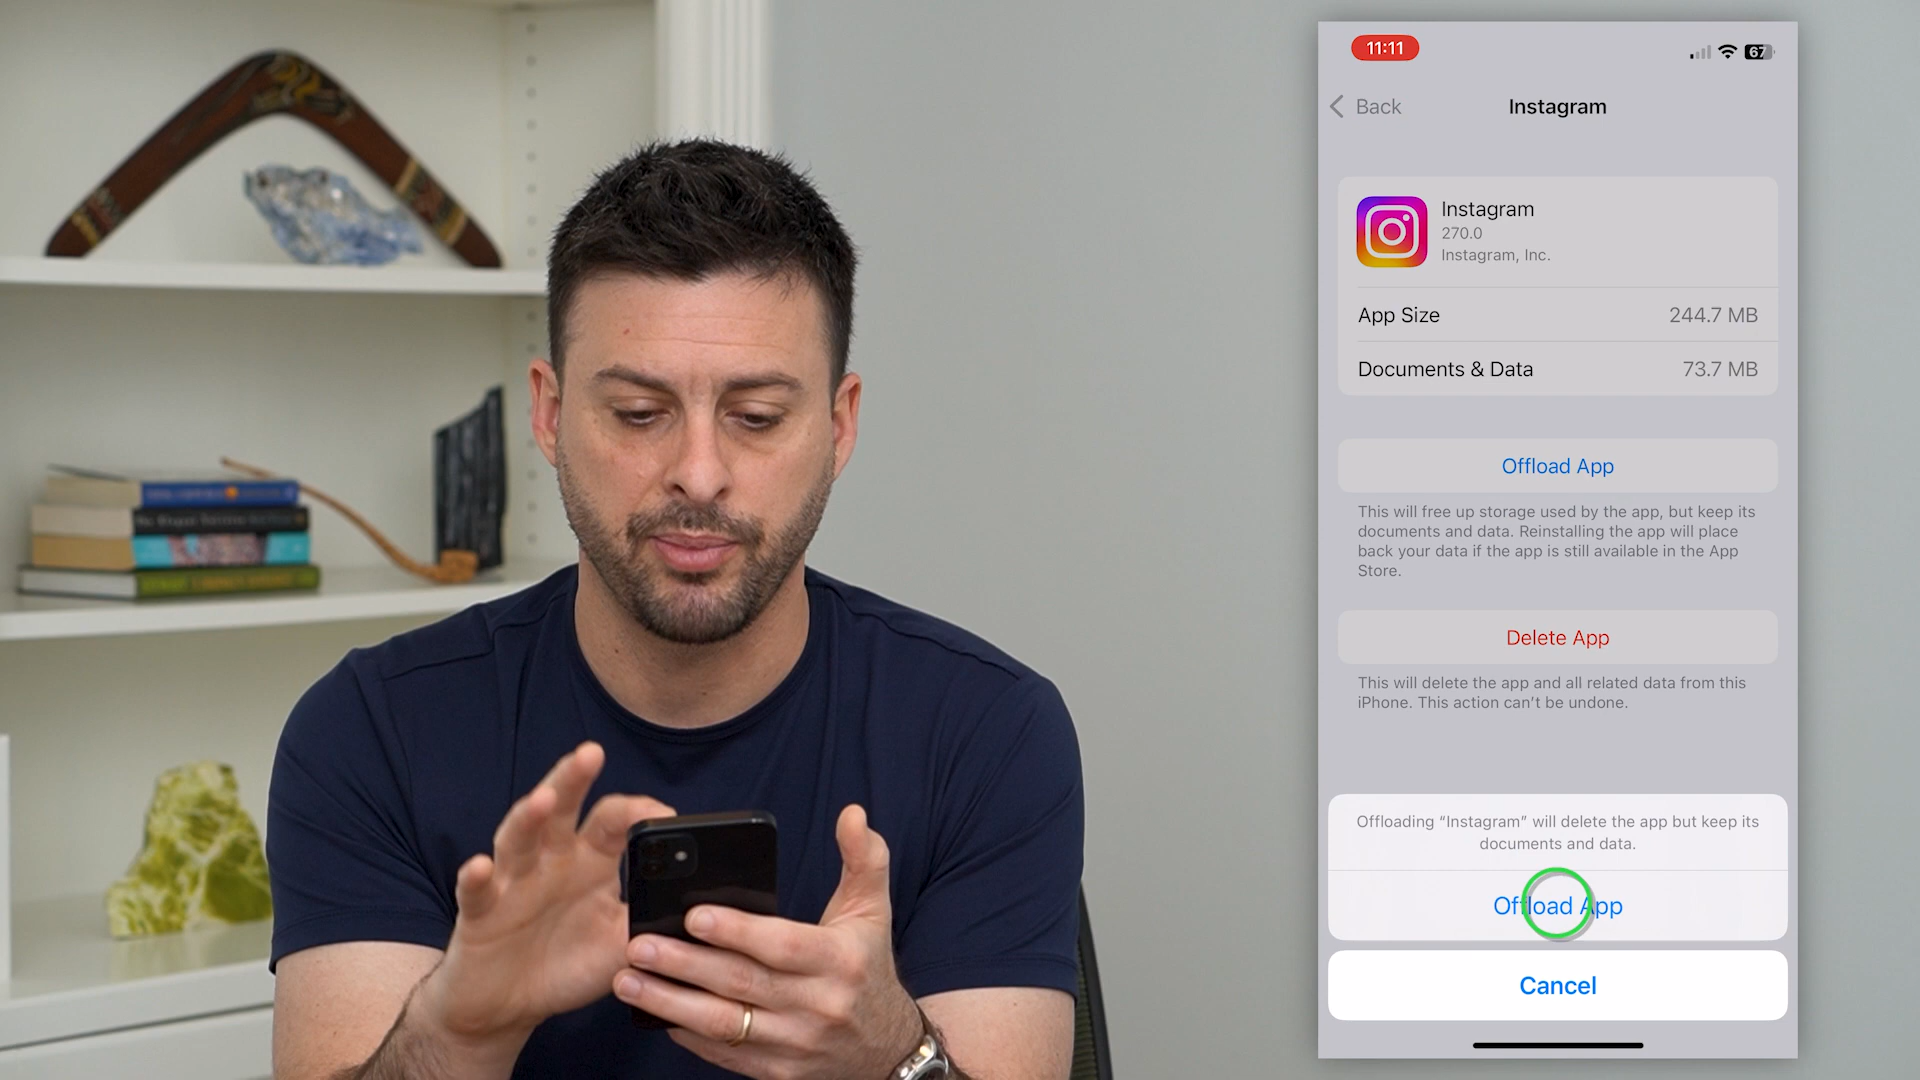 11:11
67
Back
Instagram
Instagram
270.0
Instagram, Inc.
App Size
244.7 MB
Documents & Data
73.7 MB
Offload App
This will free up storage used by the app, but keep its
documents and data. Reinstalling the app will place
back your data if the app is still available in the App
Store.
Delete App
This will delete the app and all related data from this
iPhone. This action can't be undone.
Offloading “Instagram” will delete the app but keep its
documents and data.
Offload App
Cancel